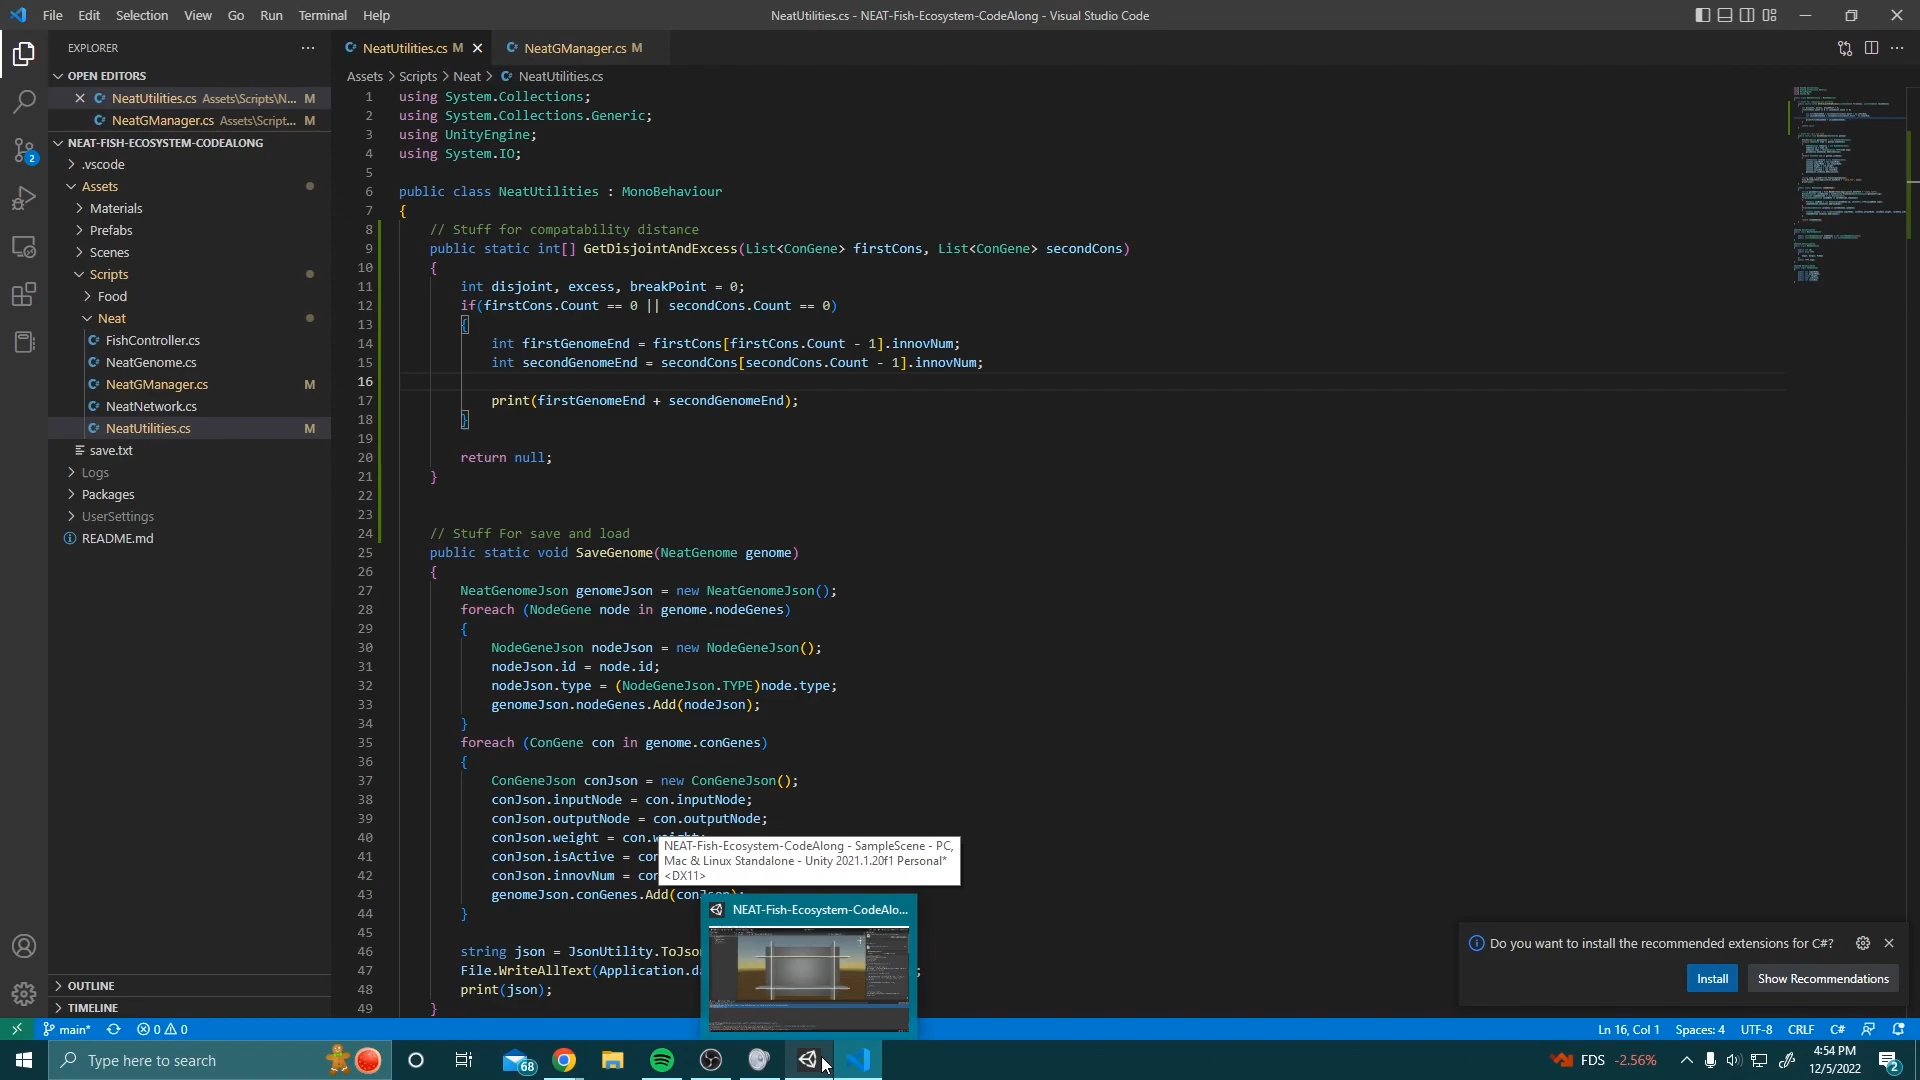 File Edit Selection View Go Run Terminal Help
NeatUtilities.cs - NEAT-Fish-Ecosystem-CodeAlong - Visual Studio Code
EXPLORER
OPEN EDITORS
NeatUtilities.cs Assets\Scripts\N... M
NeatGManager.cs Assets\Script... M
NEAT-FISH-ECOSYSTEM-CODEALONG
.vscode
Assets
Materials
Prefabs
Scenes
Scripts
Food
Neat
FishController.cs
NeatGenome.cs
NeatGManager.cs M
NeatNetwork.cs
NeatUtilities.cs M
save.txt
Logs
Packages
UserSettings
README.md
OUTLINE
TIMELINE
2
NeatUtilities.cs M
NeatGManager.cs M
Assets > Scripts > Neat > NeatUtilities.cs
1 using System.Collections;
2 using System.Collections.Generic;
3 using UnityEngine;
4 using System.IO;
5
6 public class NeatUtilities : MonoBehaviour
7 {
8 // Stuff for compatability distance
9 public static int[] GetDisjointAndExcess(List<ConGene> firstCons, List<ConGene> secondCons)
10 {
11 int disjoint, excess, breakPoint = 0;
12 if(firstCons.Count == 0 || secondCons.Count == 0)
13 {
14 int firstGenomeEnd = firstCons[firstCons.Count - 1].innovNum;
15 int secondGenomeEnd = secondCons[secondCons.Count - 1].innovNum;
16
17 print(firstGenomeEnd + secondGenomeEnd);
18 }
19
20 return null;
21 }
22
23
24 // Stuff For save and load
25 public static void SaveGenome(NeatGenome genome)
26 {
27 NeatGenomeJson genomeJson = new NeatGenomeJson();
28 foreach (NodeGene node in genome.nodeGenes)
29 {
30 NodeGeneJson nodeJson = new NodeGeneJson();
31 nodeJson.id = node.id;
32 nodeJson.type = (NodeGeneJson.TYPE)node.type;
33 genomeJson.nodeGenes.Add(nodeJson);
34 }
35 foreach (ConGene con in genome.conGenes)
36 {
37 ConGeneJson conJson = new ConGeneJson();
38 conJson.inputNode = con.inputNode;
39 conJson.outputNode = con.outputNode;
40 conJson.weight = con.weight;
41 conJson.isActive = con
42 conJson.innovNum = con
43 genomeJson.conGenes.Add(conJson);
44 }
45
46 string json = JsonUtility.ToJso
47 File.WriteAllText(Application.da ;
48 print(json);
49 }
NEAT-Fish-Ecosystem-CodeAlong - SampleScene - PC,
Mac & Linux Standalone - Unity 2021.1.20f1 Personal*
<DX11>
NEAT-Fish-Ecosystem-CodeAlo...
Do you want to install the recommended extensions for C#?
Install Show Recommendations
main* 0 0 Ln 16, Col 1 Spaces: 4 UTF-8 CRLF C#
Type here to search 68 FDS -2.56% 4:54 PM
12/5/2022 2